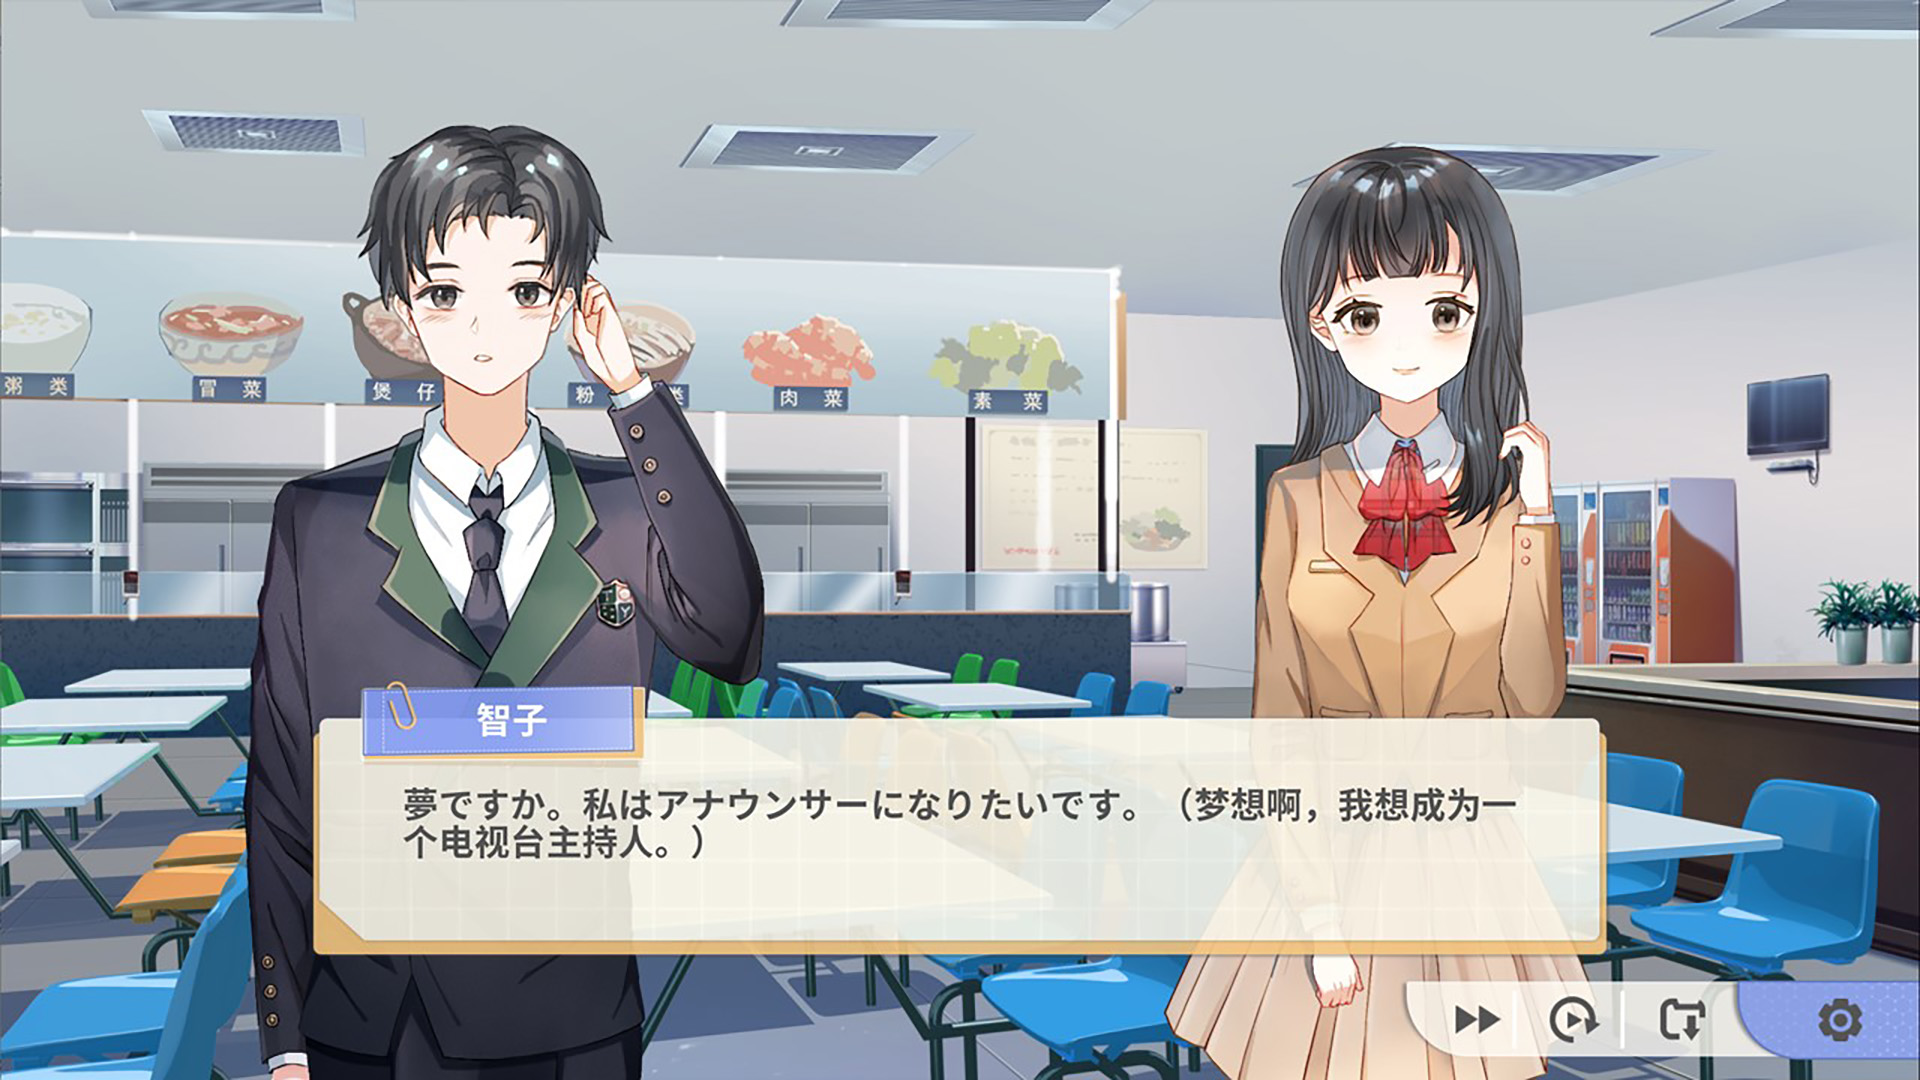 粥 类
冒 菜
煲 仔
粉 类
肉 菜
素 菜
智子
夢ですか。私はアナウンサーになりたいです。（梦想啊，我想成为一
个电视台主持人。）